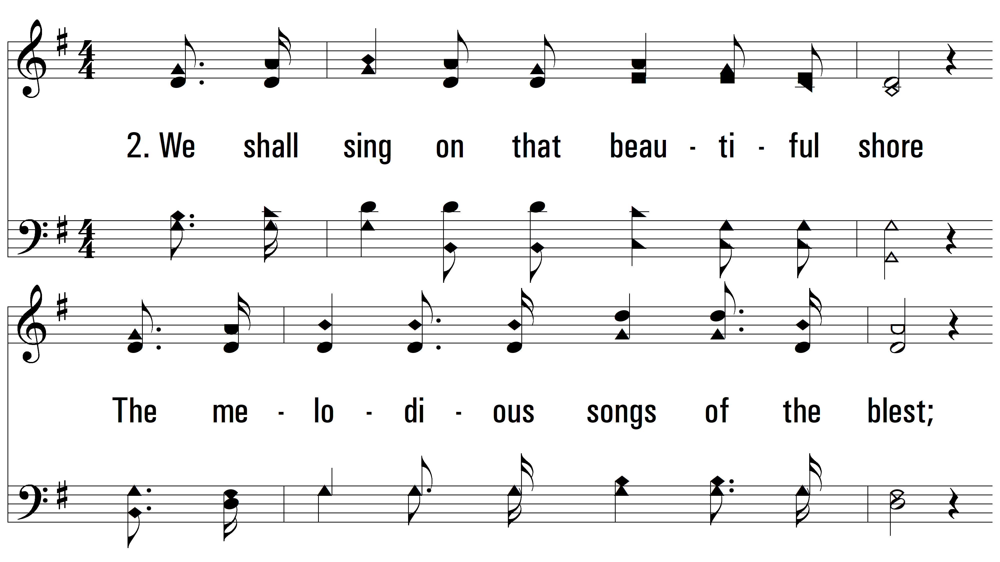 2. We shall sing on that beau - ti - ful shore
The me - lo - di - ous songs of the blest;